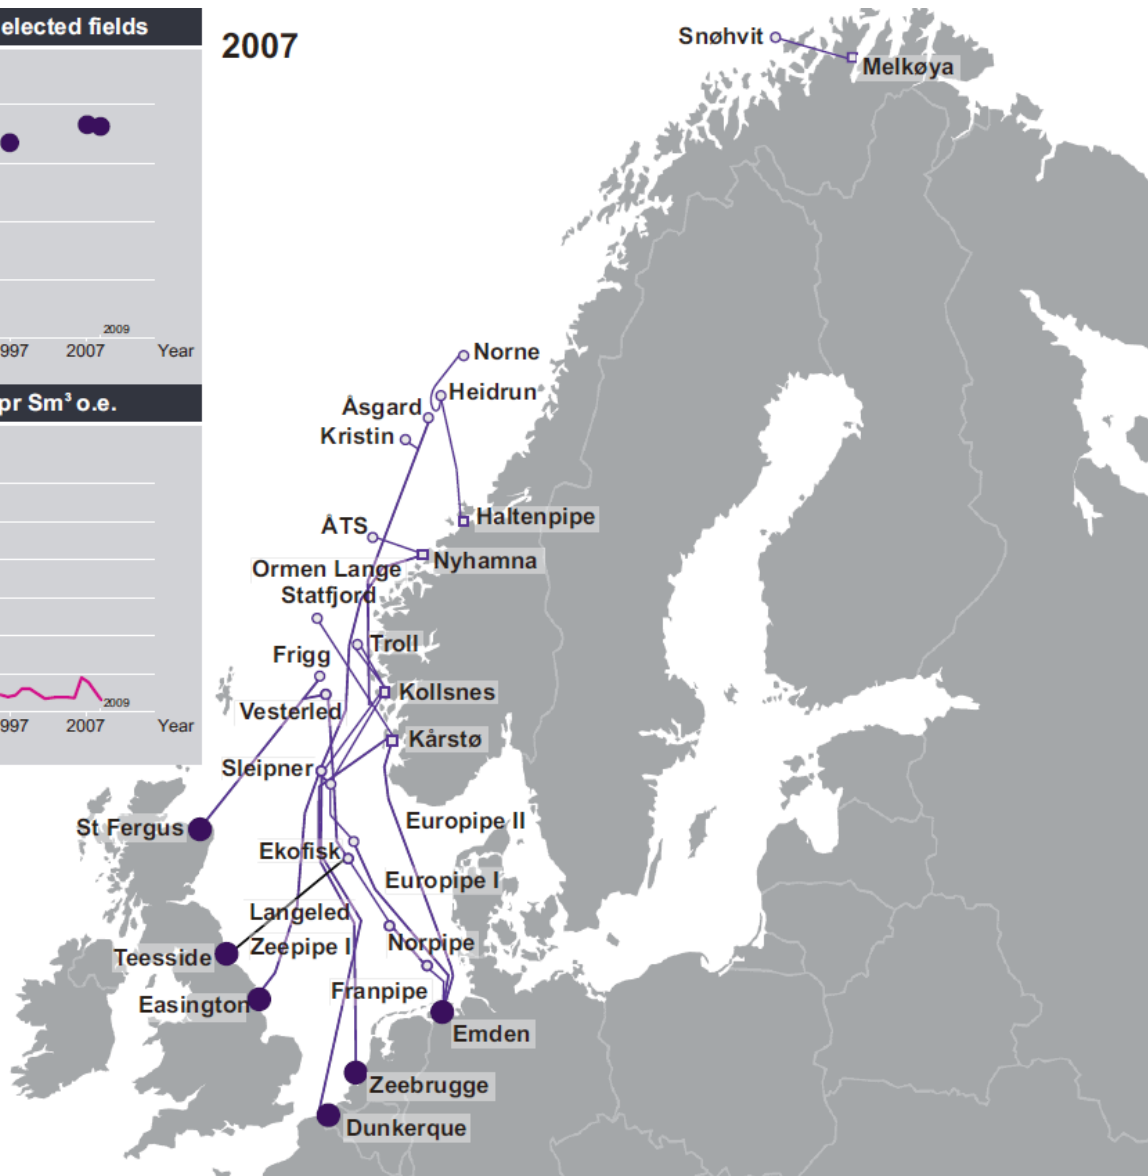 elected fields
2009
997 2007 Year
pr Sm³ o.e.
2009
997 2007 Year
2007
Snøhvit
Melkøya
Norne
Heidrun
Åsgard
Kristin
Haltenpipe
ÅTS
Nyhamna
Ormen Lange
Statfjord
Troll
Frigg
Kollsnes
Vesterled
Kårstø
Sleipner
Europipe II
St Fergus
Ekofisk
Europipe I
Langeled
Norpipe
Zeepipe I
Teesside
Franpipe
Easington
Emden
Zeebrugge
Dunkerque